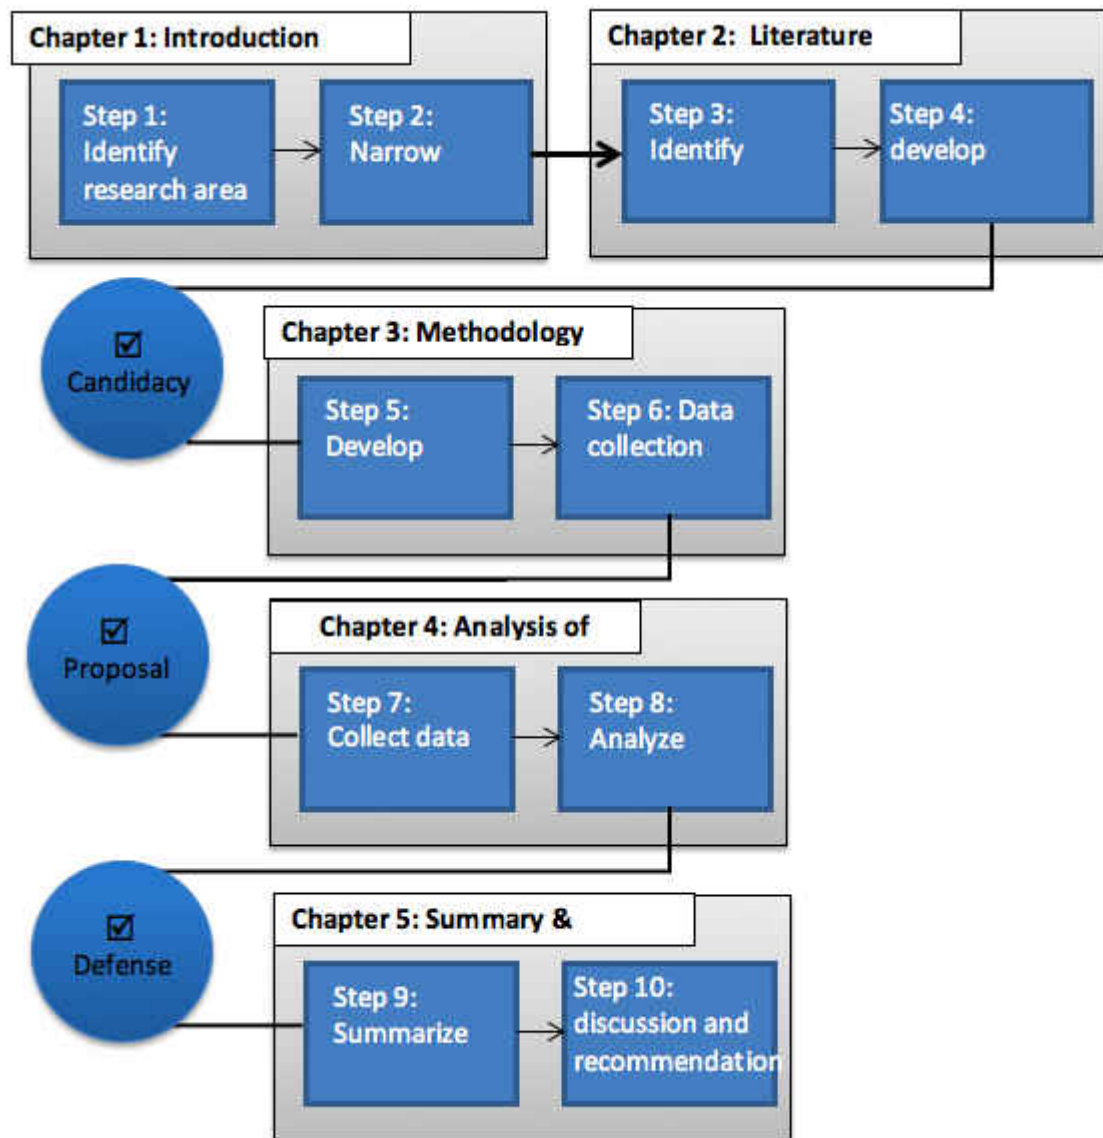 Chapter 1: Introduction
Step 1:
Identify
research area
Step 2:
Narrow
Chapter 2: Literature
Step 3:
Identify
Step 4:
develop
☑
Candidacy
Chapter 3: Methodology
Step 5:
Develop
Step 6: Data
collection
☑
Proposal
Chapter 4: Analysis of
Step 7:
Collect data
Step 8:
Analyze
☑
Defense
Chapter 5: Summary &
Step 9:
Summarize
Step 10:
discussion and
recommendation